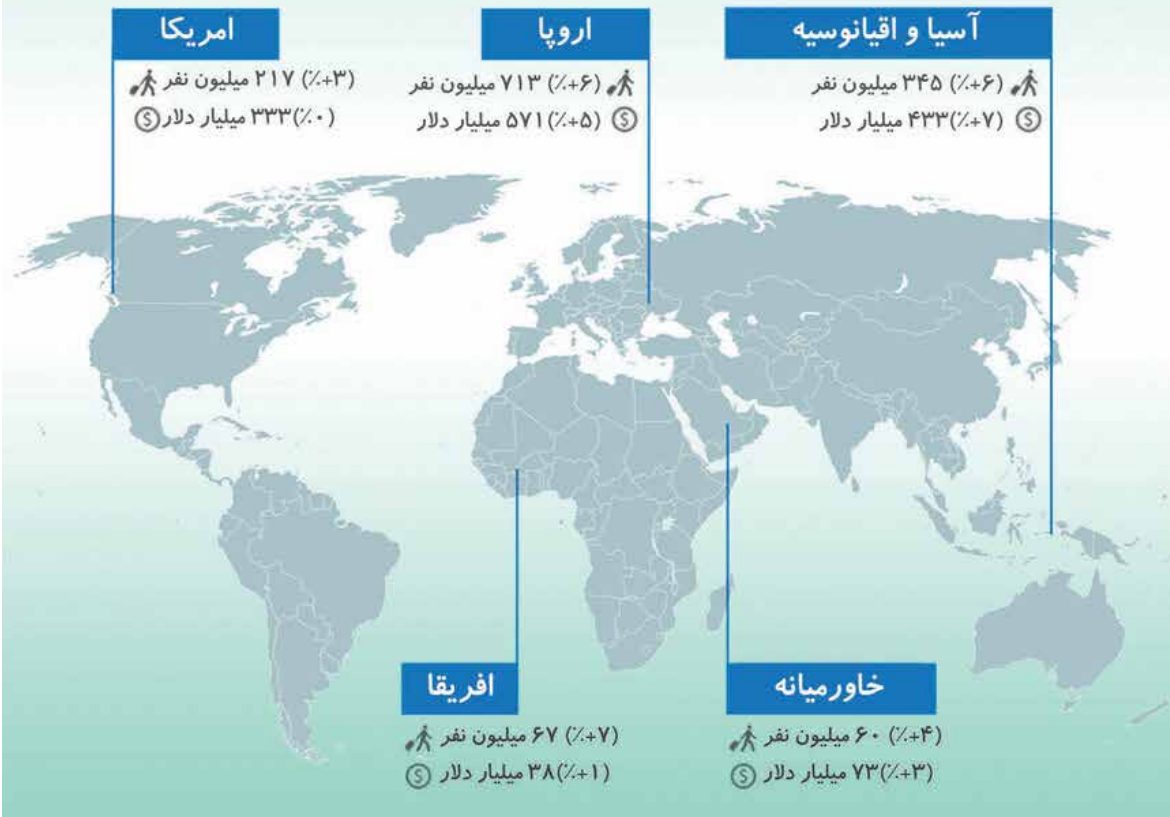 آسیا و اقیانوسیه
(٪+۶) ۳۴۵ میلیون نفر
(٪+۷) ۴۳۳ میلیارد دلار
اروپا
(٪+۶) ۷۱۳ میلیون نفر
(٪+۵) ۵۷۱ میلیارد دلار
امریکا
(٪+۳) ۲۱۷ میلیون نفر
(٪۰) ۳۳۳ میلیارد دلار
خاورمیانه
(٪+۴) ۶۰ میلیون نفر
(٪+۳) ۷۳ میلیارد دلار
افریقا
(٪+۷) ۶۷ میلیون نفر
(٪+۱) ۳۸ میلیارد دلار